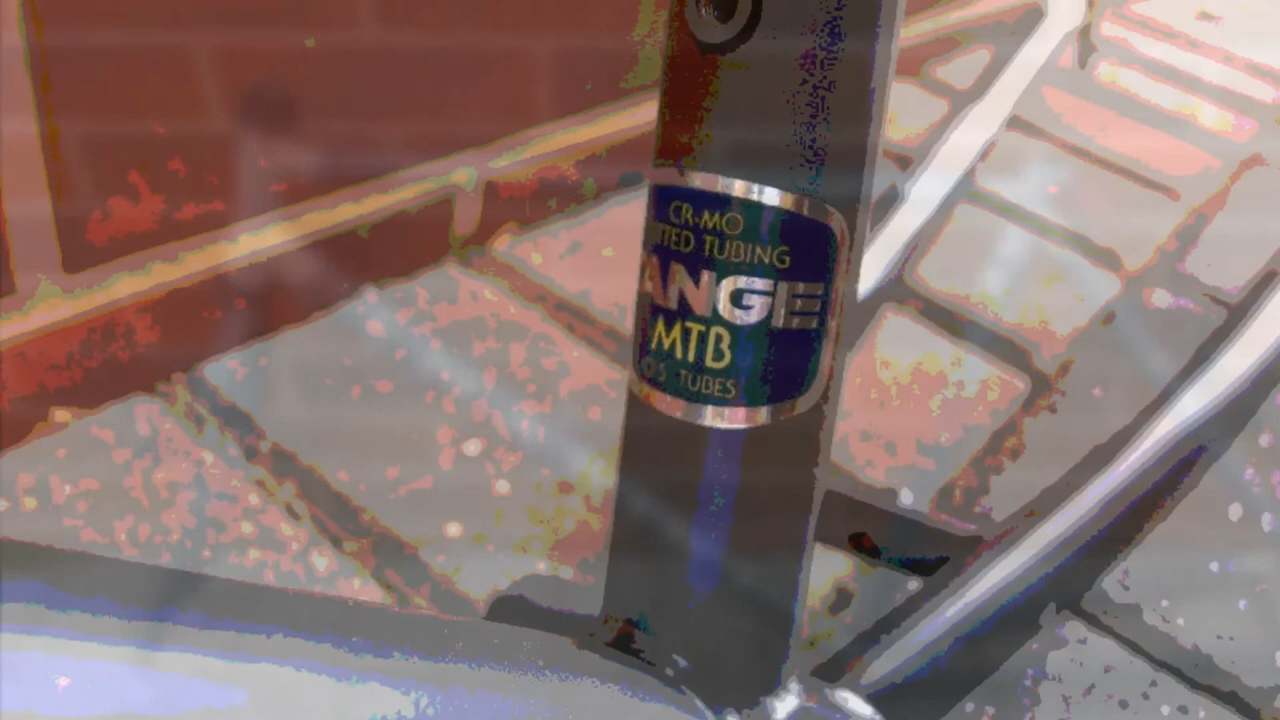 CR-MO
TED TUBING
ANGE
MTB
OS TUBES